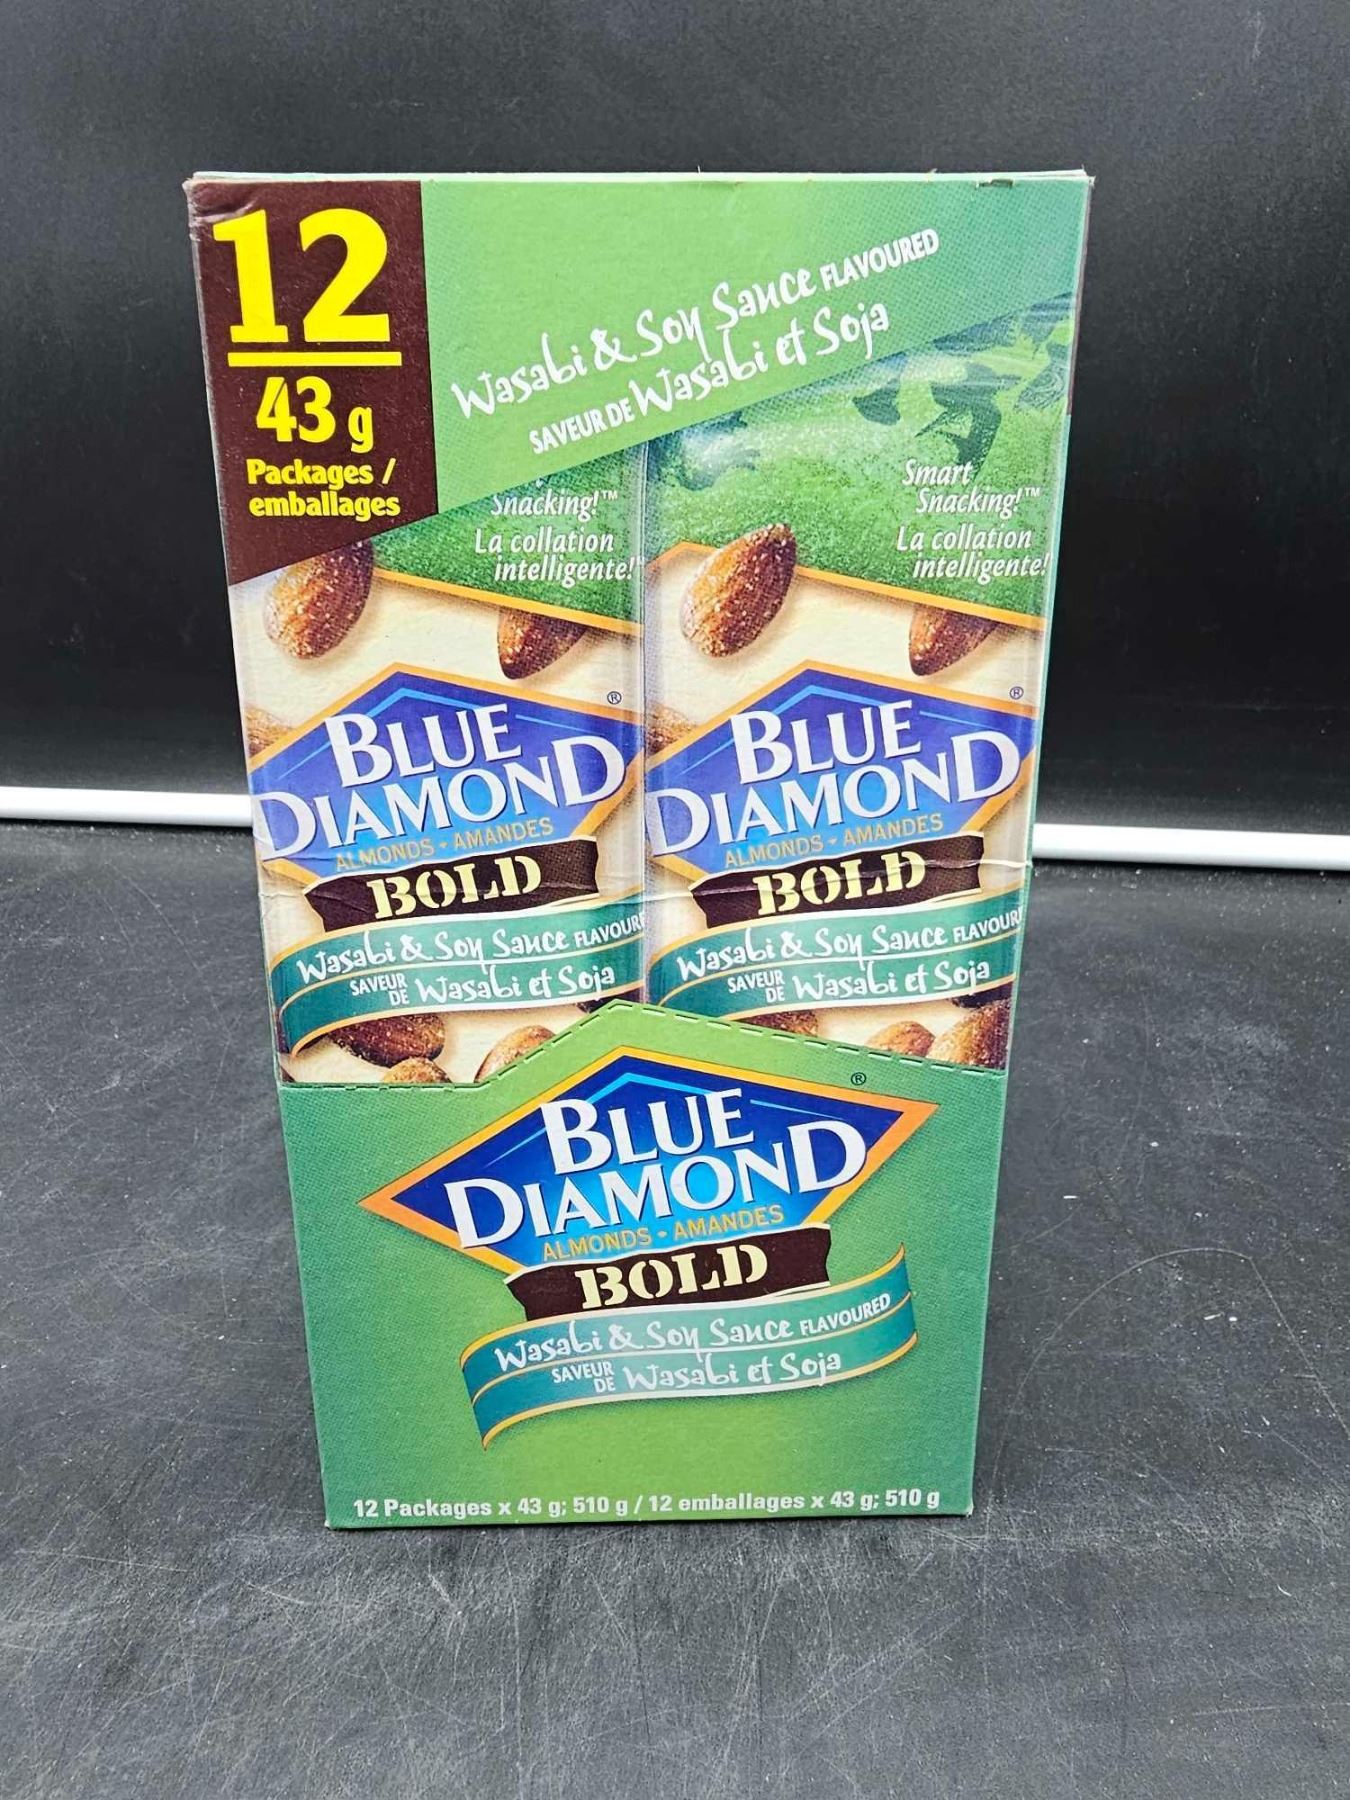 12
43 g
Packages /
emballages
Wasabi & Soy Sauce FLAVOURED
SAVEUR DE Wasabi et Soja
Snacking!™
La collation
intelligente!
Smart
Snacking!™
La collation
intelligente!
BLUE
DIAMOND®
ALMONDS • AMANDES
BOLD
Wasabi & Soy Sauce FLAVOURE
SAVEUR DE Wasabi et Soja
BLUE
DIAMOND®
ALMONDS • AMANDES
BOLD
Wasabi & Soy Sauce FLAVOUR
SAVEUR DE Wasabi et Soja
BLUE
DIAMOND®
ALMONDS • AMANDES
BOLD
Wasabi & Soy Sauce FLAVOURED
SAVEUR DE Wasabi et Soja
12 Packages x 43 g; 510 g / 12 emballages x 43 g; 510 g